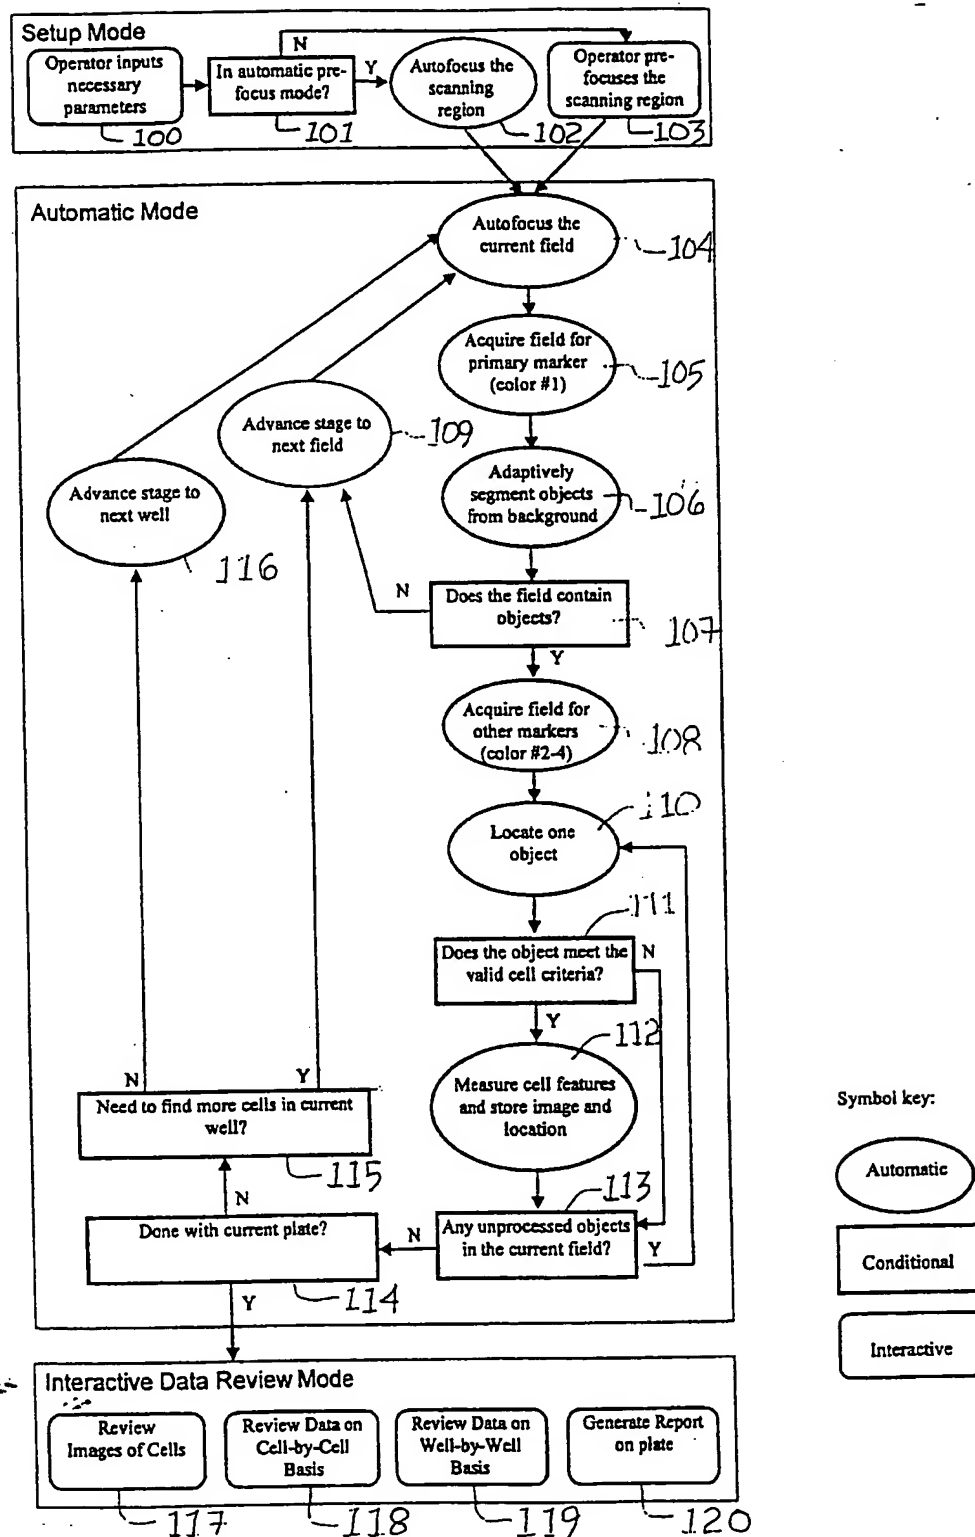 Setup Mode
Operator inputs
necessary
parameters
100
In automatic pre-
focus mode?
101
N
Y
Autofocus the
scanning
region
102
Operator pre-
focuses the
scanning region
103
Automatic Mode
Autofocus the
current field
104
Acquire field for
primary marker
(color #1)
105
Advance stage to
next field
109
Adaptively
segment objects
from background
106
Advance stage to
next well
116
N
Does the field contain
objects?
107
Y
Acquire field for
other markers
(color #2-4)
108
Locate one
object
110
111
Does the object meet the
valid cell criteria?
N
Y
112
Measure cell features
and store image and
location
N
Y
Need to find more cells in current
well?
115
N
113
Any unprocessed objects
in the current field?
Y
N
Done with current plate?
114
Y
Symbol key:
Automatic
Conditional
Interactive
Interactive Data Review Mode
Review
Images of Cells
117
Review Data on
Cell-by-Cell
Basis
118
Review Data on
Well-by-Well
Basis
119
Generate Report
on plate
120